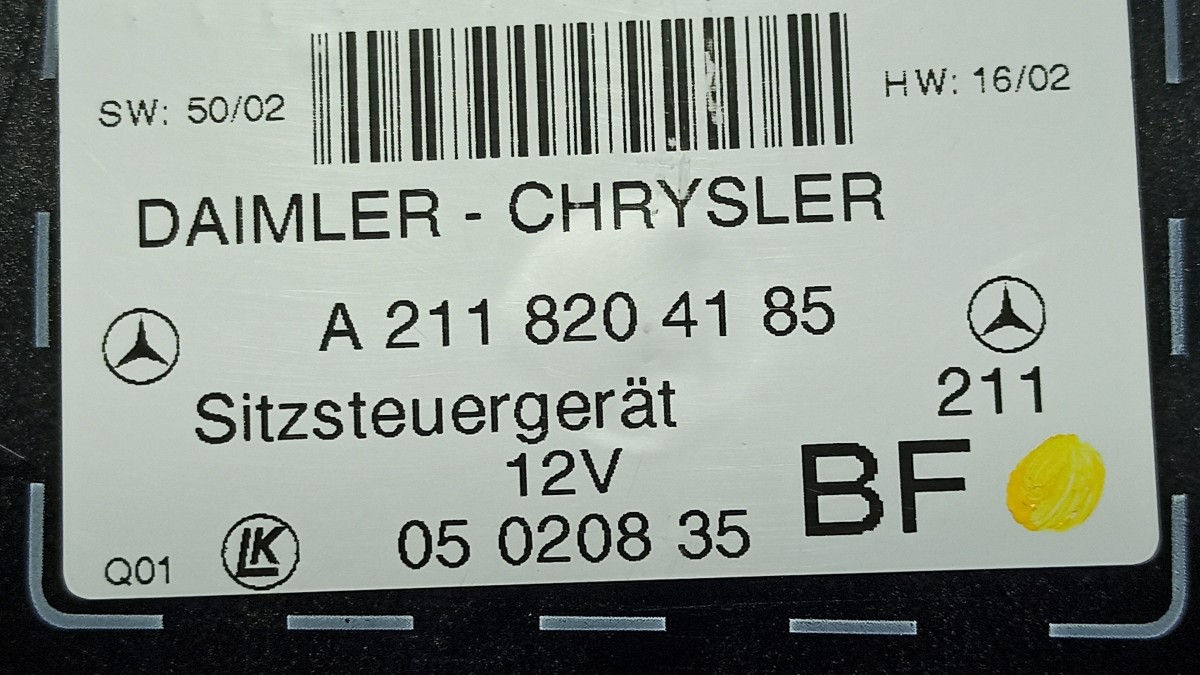 SW: 50/02
HW: 16/02
DAIMLER - CHRYSLER
A 211 820 41 85
Sitzsteuergerät
211
12V
BF
Q01
LK
05 0208 35